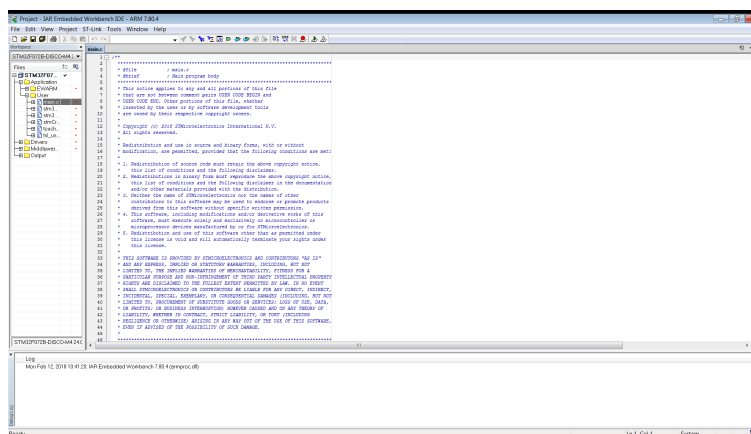 Project - IAR Embedded Workbench IDE - ARM 7.80.4
File Edit View Project ST-Link Tools Window Help
Workspace
STM32F072B-DISCO-M4.
Files
STM32F07...
Application
EWARM
User
main.c
stm3...
stm3...
stmCr...
touch...
tsl_us...
Drivers
Middlewar...
Output
STM32F072B-DISCO-M4.24.0
main.c
1 /**
2 ******************************************************************************
3 * @file : main.c
4 * @brief : Main program body
5 ******************************************************************************
6 * This notice applies to any and all portions of this file
7 * that are not between comment pairs USER CODE BEGIN and
8 * USER CODE END. Other portions of this file, whether
9 * inserted by the user or by software development tools
10 * are owned by their respective copyright owners.
11 *
12 * Copyright (c) 2018 STMicroelectronics International N.V.
13 * All rights reserved.
14 *
15 * Redistribution and use in source and binary forms, with or without
16 * modification, are permitted, provided that the following conditions are met:
17 *
18 * 1. Redistribution of source code must retain the above copyright notice,
19 * this list of conditions and the following disclaimer.
20 * 2. Redistributions in binary form must reproduce the above copyright notice,
21 * this list of conditions and the following disclaimer in the documentation
22 * and/or other materials provided with the distribution.
23 * 3. Neither the name of STMicroelectronics nor the names of other
24 * contributors to this software may be used to endorse or promote products
25 * derived from this software without specific written permission.
26 * 4. This software, including modifications and/or derivative works of this
27 * software, must execute solely and exclusively on microcontroller or
28 * microprocessor devices manufactured by or for STMicroelectronics.
29 * 5. Redistribution and use of this software other than as permitted under
30 * this license is void and will automatically terminate your rights under
31 * this license.
32 *
33 * THIS SOFTWARE IS PROVIDED BY STMICROELECTRONICS AND CONTRIBUTORS "AS IS"
34 * AND ANY EXPRESS, IMPLIED OR STATUTORY WARRANTIES, INCLUDING, BUT NOT
35 * LIMITED TO, THE IMPLIED WARRANTIES OF MERCHANTABILITY, FITNESS FOR A
36 * PARTICULAR PURPOSE AND NON-INFRINGEMENT OF THIRD PARTY INTELLECTUAL PROPERTY
37 * RIGHTS ARE DISCLAIMED TO THE FULLEST EXTENT PERMITTED BY LAW. IN NO EVENT
38 * SHALL STMICROELECTRONICS OR CONTRIBUTORS BE LIABLE FOR ANY DIRECT, INDIRECT,
39 * INCIDENTAL, SPECIAL, EXEMPLARY, OR CONSEQUENTIAL DAMAGES (INCLUDING, BUT NOT
40 * LIMITED TO, PROCUREMENT OF SUBSTITUTE GOODS OR SERVICES; LOSS OF USE, DATA,
41 * OR PROFITS; OR BUSINESS INTERRUPTION) HOWEVER CAUSED AND ON ANY THEORY OF
42 * LIABILITY, WHETHER IN CONTRACT, STRICT LIABILITY, OR TORT (INCLUDING
43 * NEGLIGENCE OR OTHERWISE) ARISING IN ANY WAY OUT OF THE USE OF THIS SOFTWARE,
44 * EVEN IF ADVISED OF THE POSSIBILITY OF SUCH DAMAGE.
45 *
46 ******************************************************************************
Log
Mon Feb 12, 2018 10:41:28: IAR Embedded Workbench 7.80.4 (armproc.dll)
Debug Log
Ready
Ln 1, Col 1
System